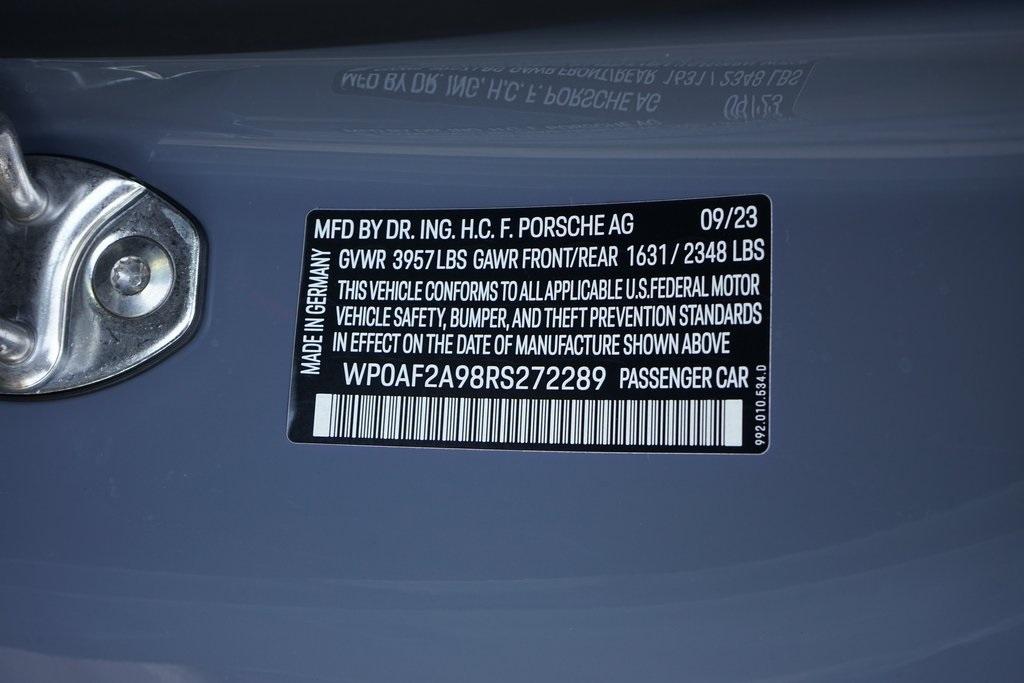 MFD BY DR. ING. H.C. F. PORSCHE AG 09/23
GVWR 3957 LBS GAWR FRONT/REAR 1631 / 2348 LBS
THIS VEHICLE CONFORMS TO ALL APPLICABLE U.S.FEDERAL MOTOR
VEHICLE SAFETY, BUMPER, AND THEFT PREVENTION STANDARDS
IN EFFECT ON THE DATE OF MANUFACTURE SHOWN ABOVE
WP0AF2A98RS272289 PASSENGER CAR
MADE IN GERMANY
992.010.534.D